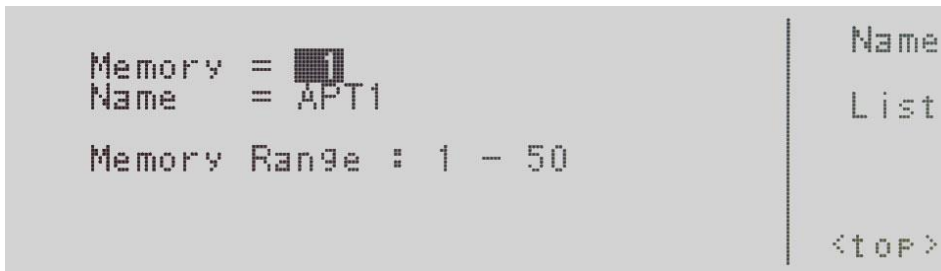 Memory = 1
Name = APT1
Memory Range : 1 - 50
Name
List
<top>